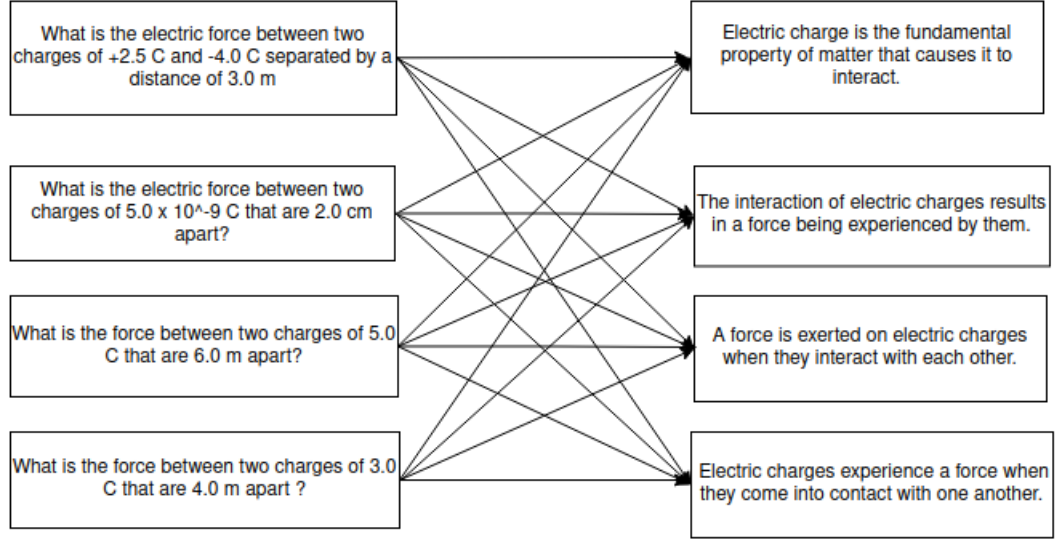 What is the electric force between two
charges of +2.5 C and -4.0 C separated by a
distance of 3.0 m
Electric charge is the fundamental
property of matter that causes it to
interact.
What is the electric force between two
charges of 5.0 x 10^-9 C that are 2.0 cm
apart?
The interaction of electric charges results
in a force being experienced by them.
What is the force between two charges of 5.0
C that are 6.0 m apart?
A force is exerted on electric charges
when they interact with each other.
What is the force between two charges of 3.0
C that are 4.0 m apart ?
Electric charges experience a force when
they come into contact with one another.